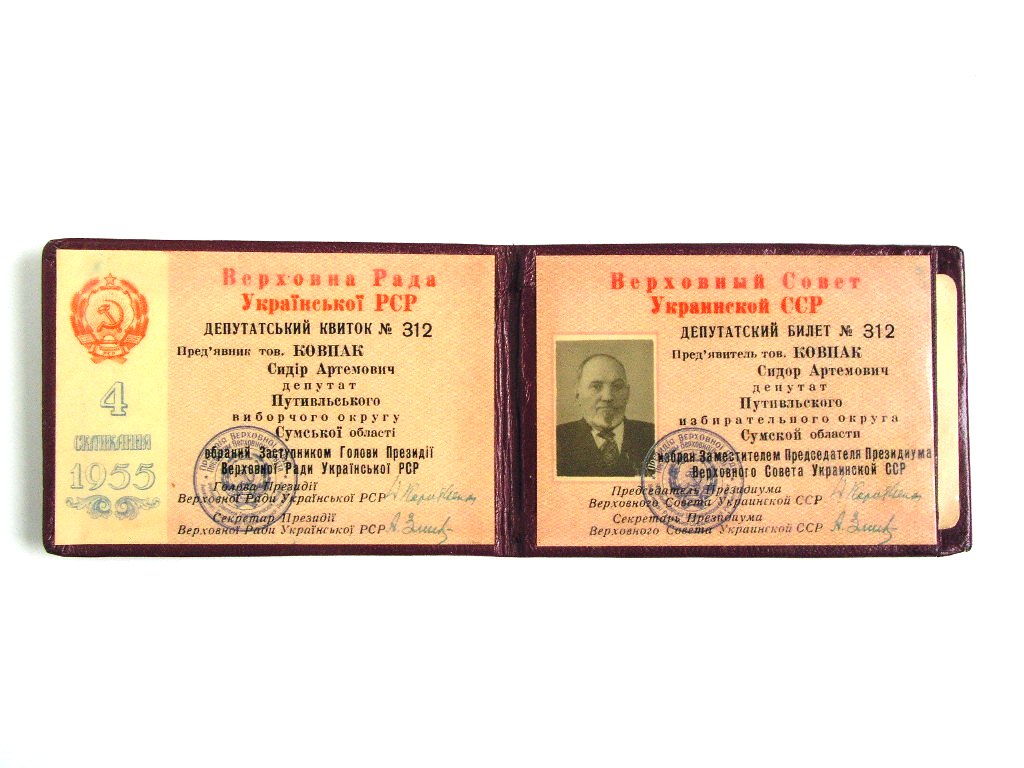 4
СКЛИКАННЯ
1955
Верховна Рада
Української РСР
ДЕПУТАТСЬКИЙ КВИТОК № 312
Пред'явник тов. КОВПАК
Сидір Артемович
депутат
Путивльського
виборчого округу
Сумської області
обраний Заступником Голови Президії
Верховної Ради Української РСР
Голова Президії
Верховної Ради Української РСР
Секретар Президії
Верховної Ради Української РСР
Верховный Совет
Украинской ССР
ДЕПУТАТСКИЙ БИЛЕТ № 312
Пред'явитель тов. КОВПАК
Сидор Артемович
депутат
Путивльского
избирательного округа
Сумской области
избран Заместителем Председателя Президиума
Верховного Совета Украинской ССР
Председатель Президиума
Верховного Совета Украинской ССР
Секретарь Президиума
Верховного Совета Украинской ССР